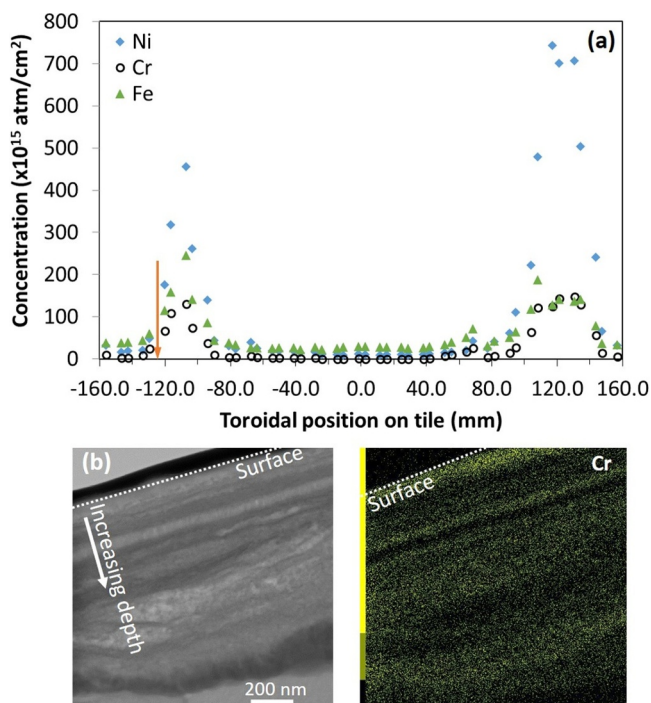 (a)
Ni
Cr
Fe
800
700
600
500
400
300
200
100
0
Concentration (x10¹⁵ atm/cm²)
-160.0 -120.0 -80.0 -40.0 0.0 40.0 80.0 120.0 160.0
Toroidal position on tile (mm)
(b)
Surface
Increasing depth
200 nm
Cr
Surface